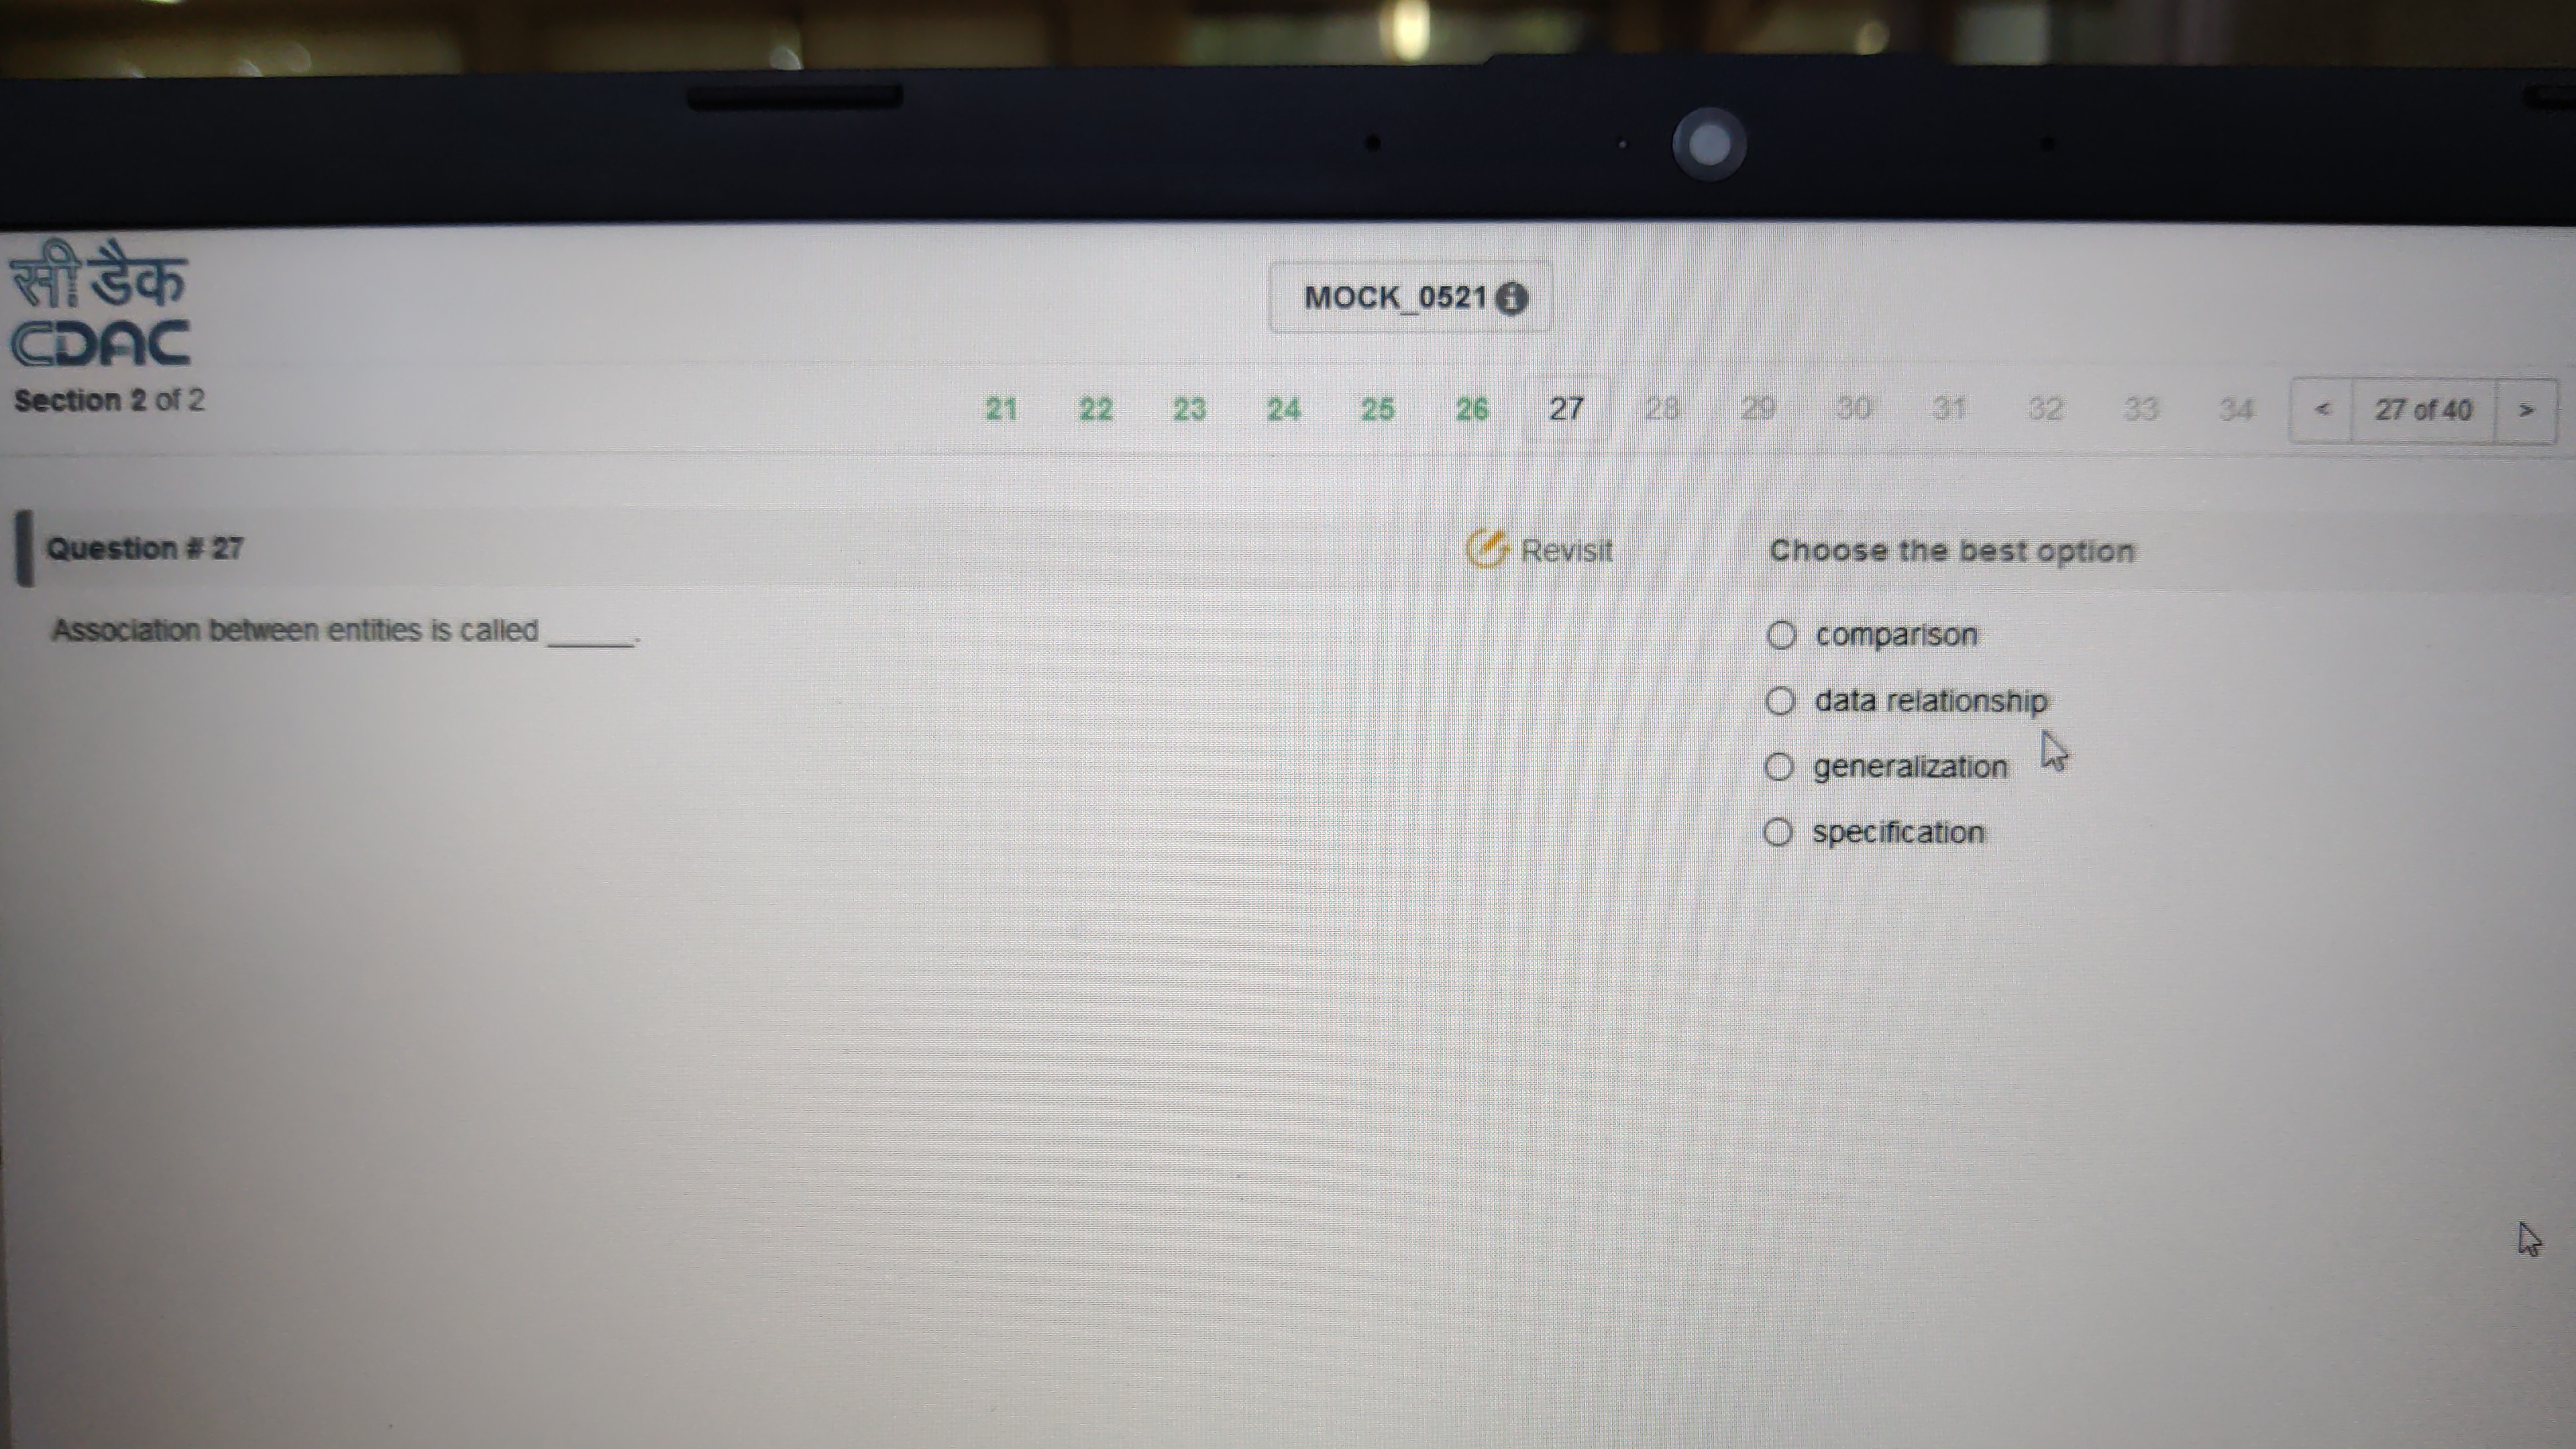 सी डैक
CDAC
MOCK_0521
Section 2 of 2
21 22 23 24 25 26 27 28 29 30 31 32 33 34 < 27 of 40 >
Question # 27
Revisit
Choose the best option
Association between entities is called _____.
comparison
data relationship
generalization
specification